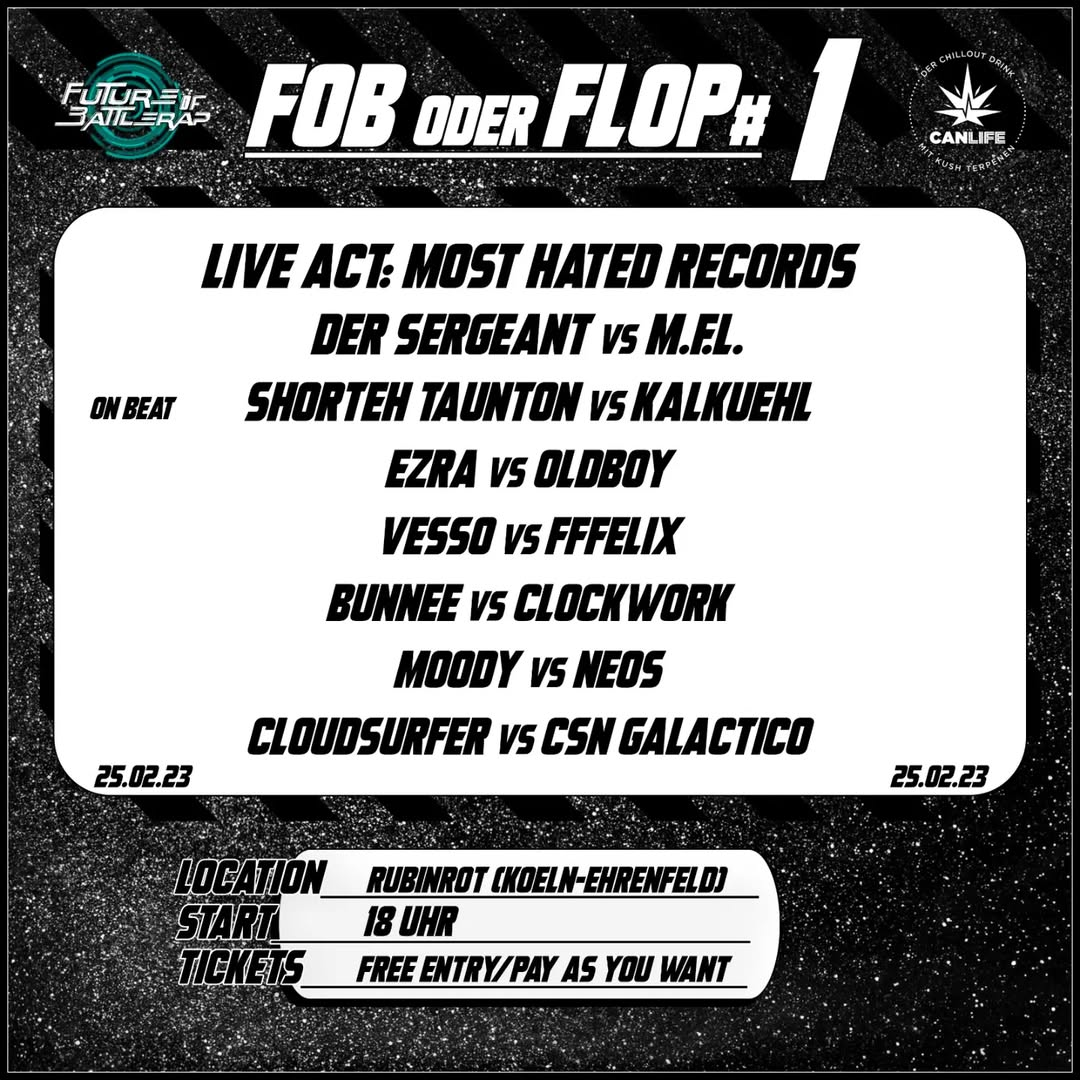 FUTURE OF
BATTLERAP
FOB ODER FLOP# 1
DER CHILLOUT DRINK
CANLIFE
MIT KUSH TERPENEN
LIVE ACT: MOST HATED RECORDS
DER SERGEANT VS M.F.L.
ON BEAT SHORTEH TAUNTON VS KALKUEHL
EZRA VS OLDBOY
VESSO VS FFFELIX
BUNNEE VS CLOCKWORK
MOODY VS NEOS
CLOUDSURFER VS CSN GALACTICO
25.02.23 25.02.23
LOCATION RUBINROT (KOELN-EHRENFELD)
START 18 UHR
TICKETS FREE ENTRY/PAY AS YOU WANT